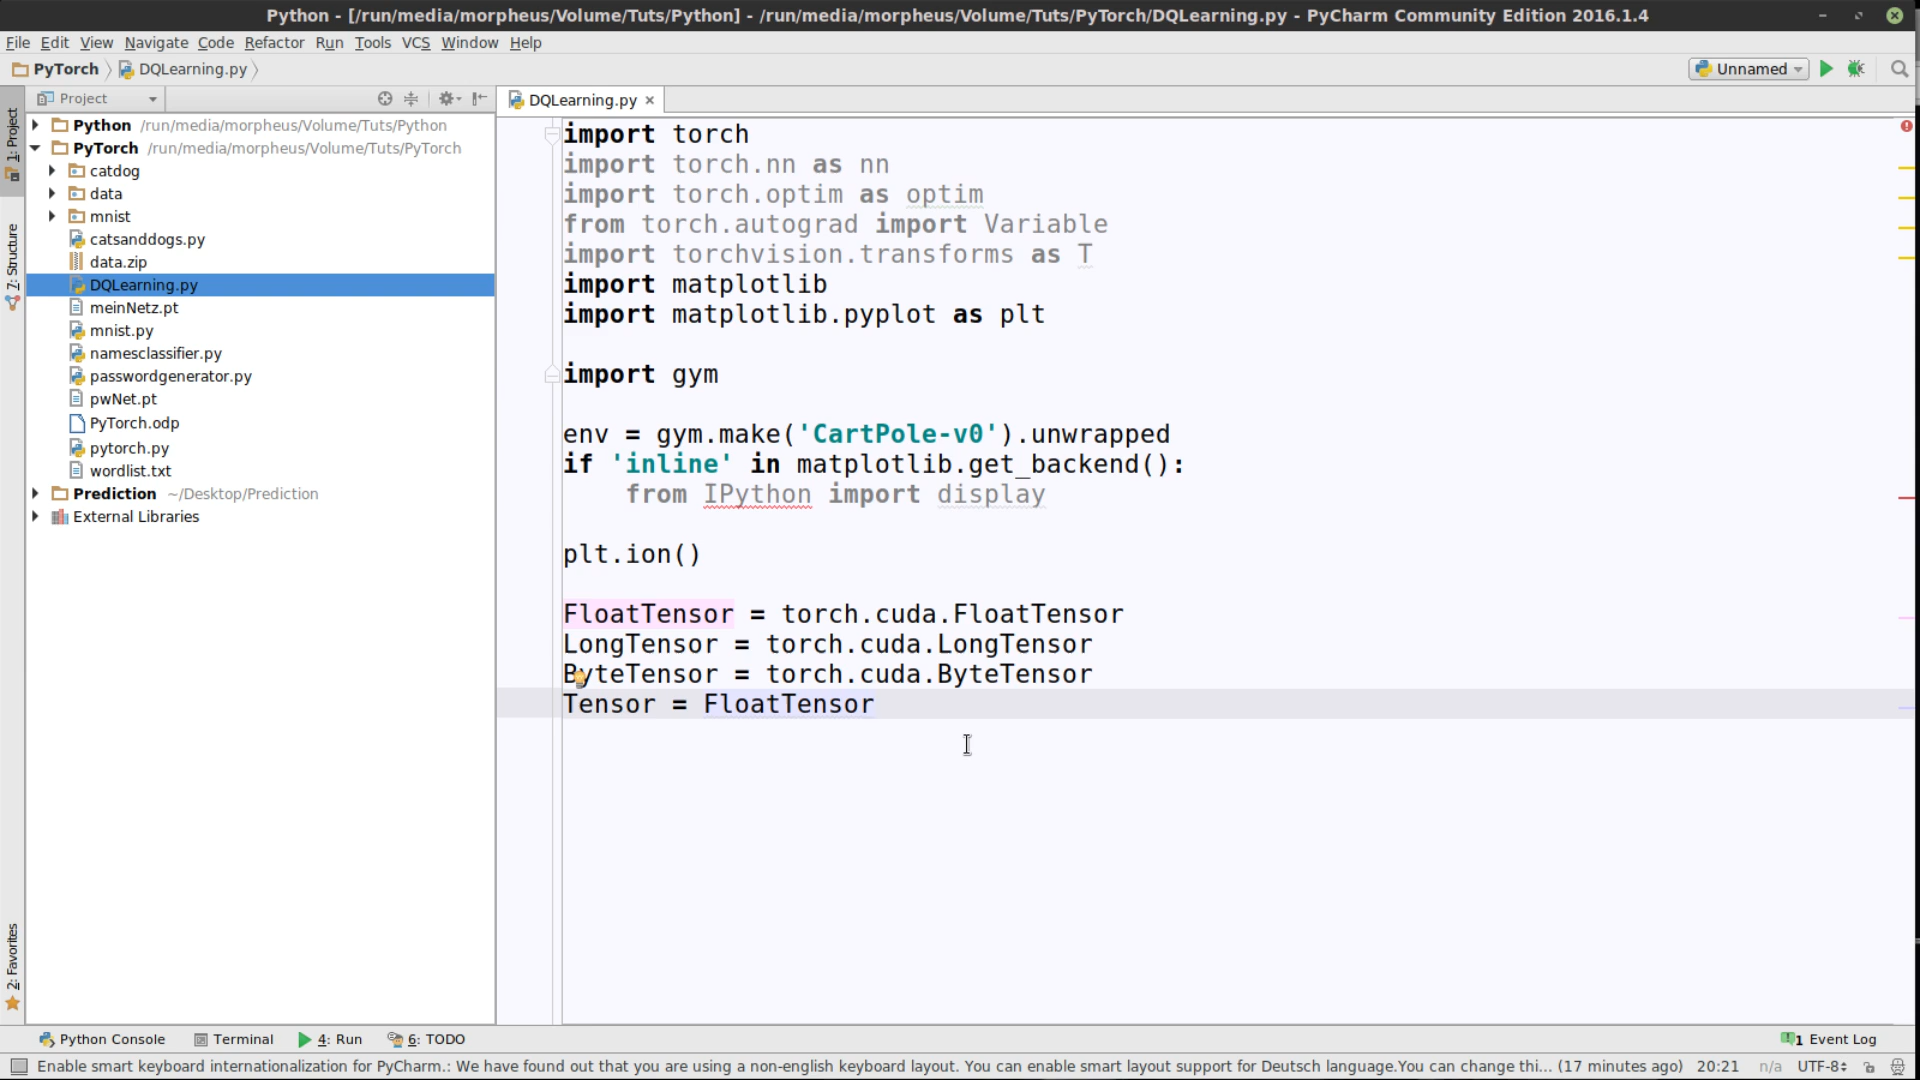 Python - [/run/media/morpheus/Volume/Tuts/Python] - /run/media/morpheus/Volume/Tuts/PyTorch/DQLearning.py - PyCharm Community Edition 2016.1.4
File Edit View Navigate Code Refactor Run Tools VCS Window Help
PyTorch DQLearning.py
Unnamed
Project
DQLearning.py
1: Project
7: Structure
2: Favorites
Python /run/media/morpheus/Volume/Tuts/Python
PyTorch /run/media/morpheus/Volume/Tuts/PyTorch
catdog
data
mnist
catsanddogs.py
data.zip
DQLearning.py
meinNetz.pt
mnist.py
namesclassifier.py
passwordgenerator.py
pwNet.pt
PyTorch.odp
pytorch.py
wordlist.txt
Prediction ~/Desktop/Prediction
External Libraries
import torch
import torch.nn as nn
import torch.optim as optim
from torch.autograd import Variable
import torchvision.transforms as T
import matplotlib
import matplotlib.pyplot as plt
import gym
env = gym.make('CartPole-v0').unwrapped
if 'inline' in matplotlib.get_backend():
    from IPython import display
plt.ion()
FloatTensor = torch.cuda.FloatTensor
LongTensor = torch.cuda.LongTensor
ByteTensor = torch.cuda.ByteTensor
Tensor = FloatTensor
Python Console Terminal 4: Run 6: TODO 1 Event Log
Enable smart keyboard internationalization for PyCharm.: We have found out that you are using a non-english keyboard layout. You can enable smart layout support for Deutsch language.You can change thi... (17 minutes ago) 20:21 n/a UTF-8